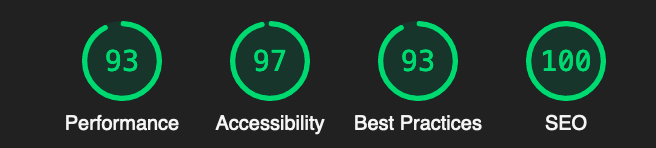 93 97 93 100
Performance Accessibility Best Practices SEO